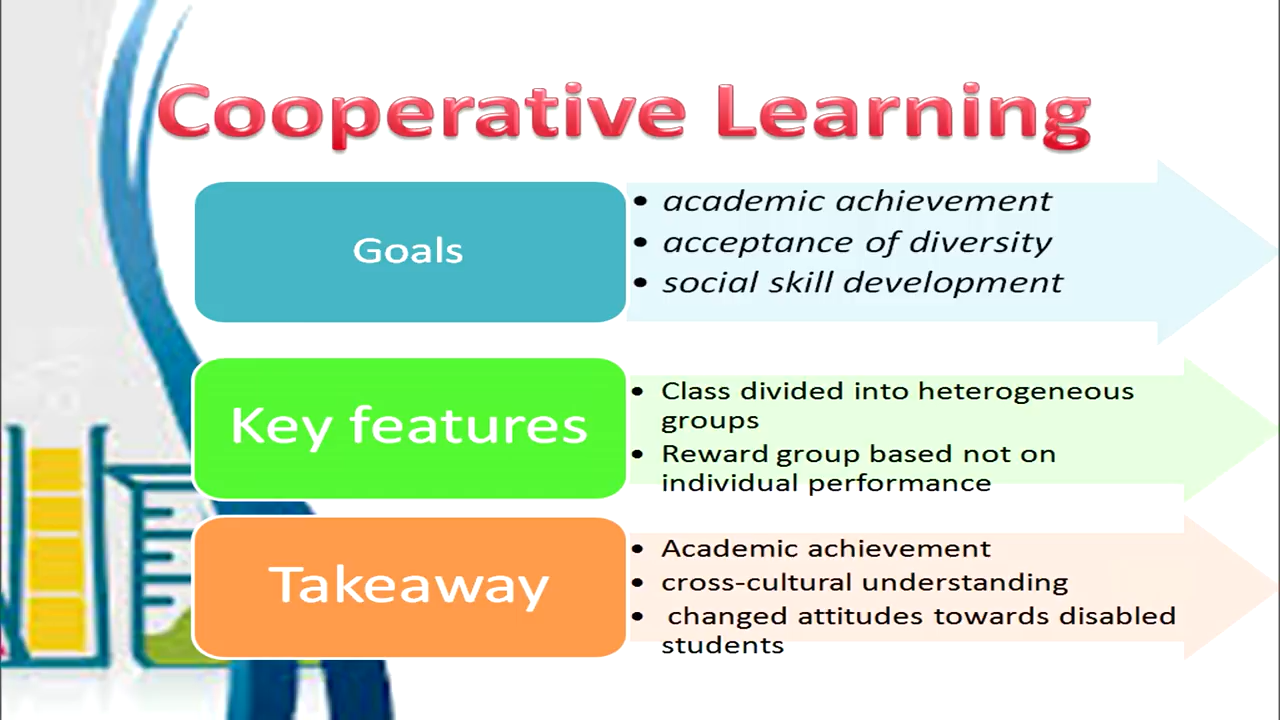 Cooperative Learning
Goals
• academic achievement
• acceptance of diversity
• social skill development
Key features
• Class divided into heterogeneous
groups
• Reward group based not on
individual performance
Takeaway
• Academic achievement
• cross-cultural understanding
• changed attitudes towards disabled
students